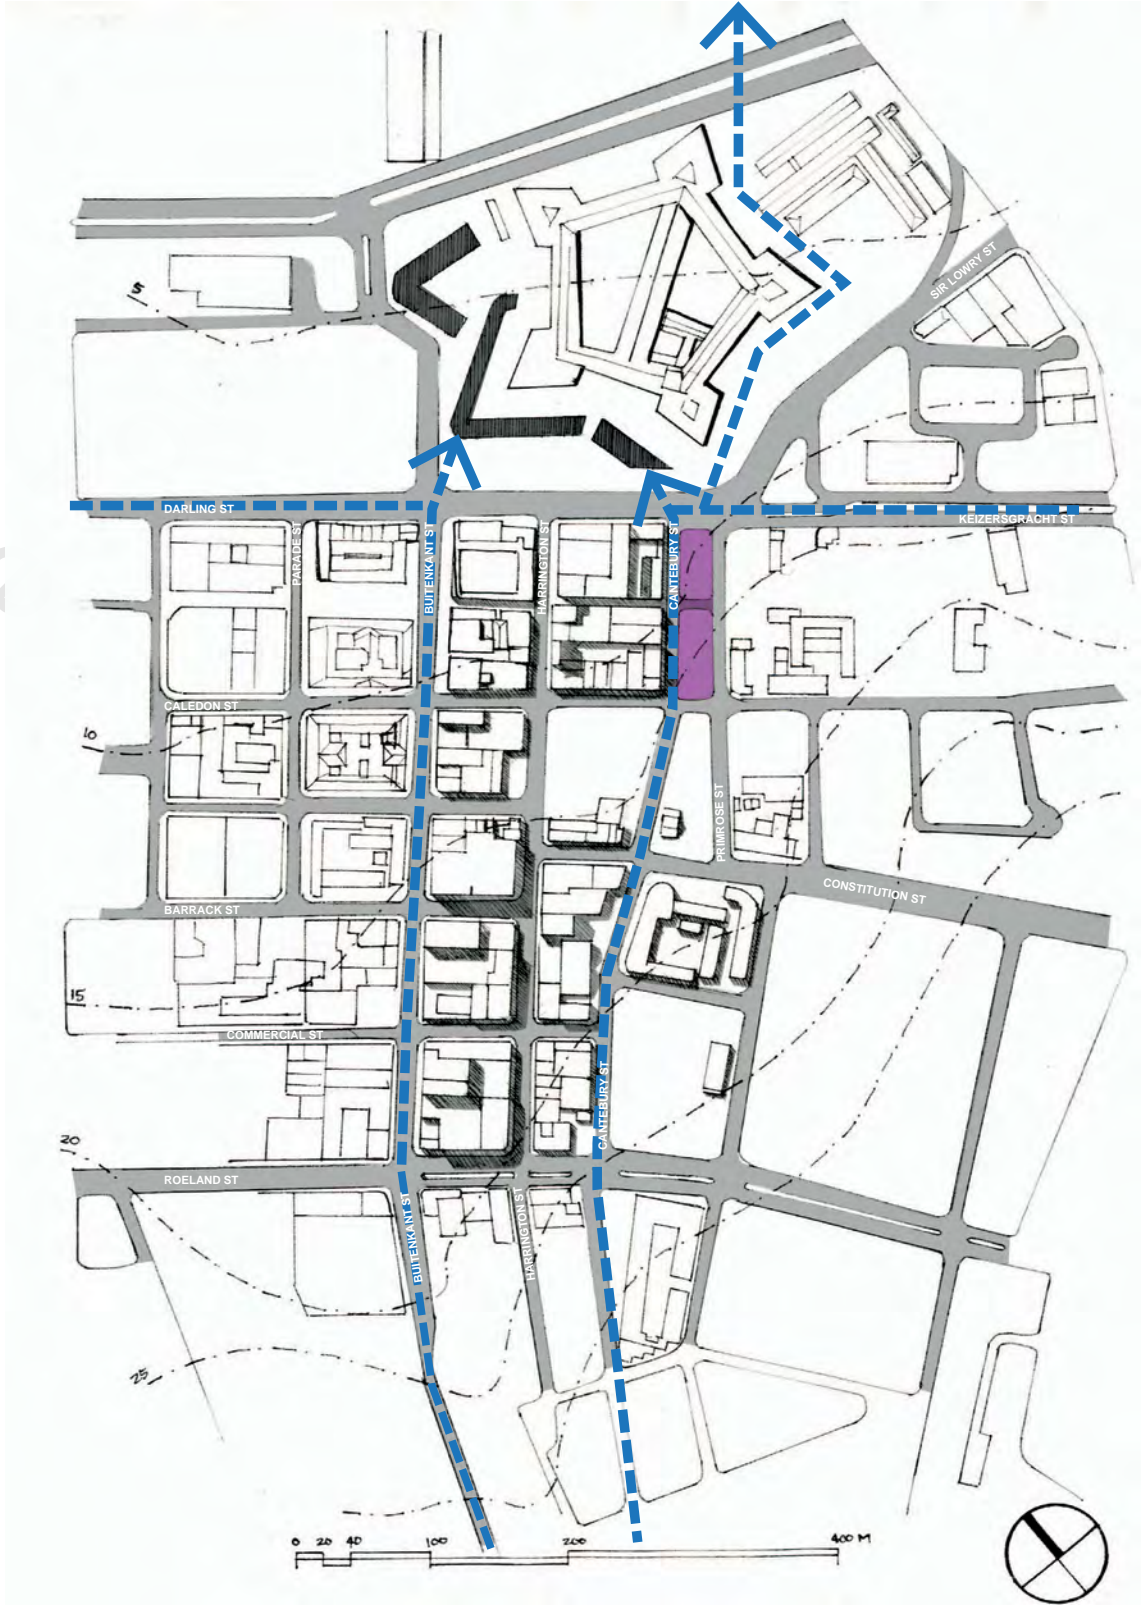 SIR LOWRY ST
5
DARLING ST
KEIZERSGRACHT ST
PARADE ST
BUITENKANT ST
HARRINGTON ST
CANTEBURY ST
CALEDON ST
10
PRIMROSE ST
CONSTITUTION ST
BARRACK ST
15
COMMERCIAL ST
CANTEBURY ST
20
ROELAND ST
BUITENKANT ST
HARRINGTON ST
25
0 20 40 100 200 400 M